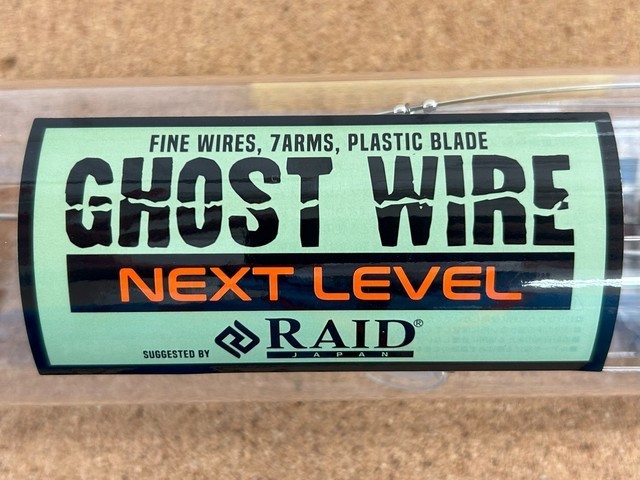 FINE WIRES, 7ARMS, PLASTIC BLADE
GHOST WIRE
NEXT LEVEL
SUGGESTED BY RAID®
JAPAN